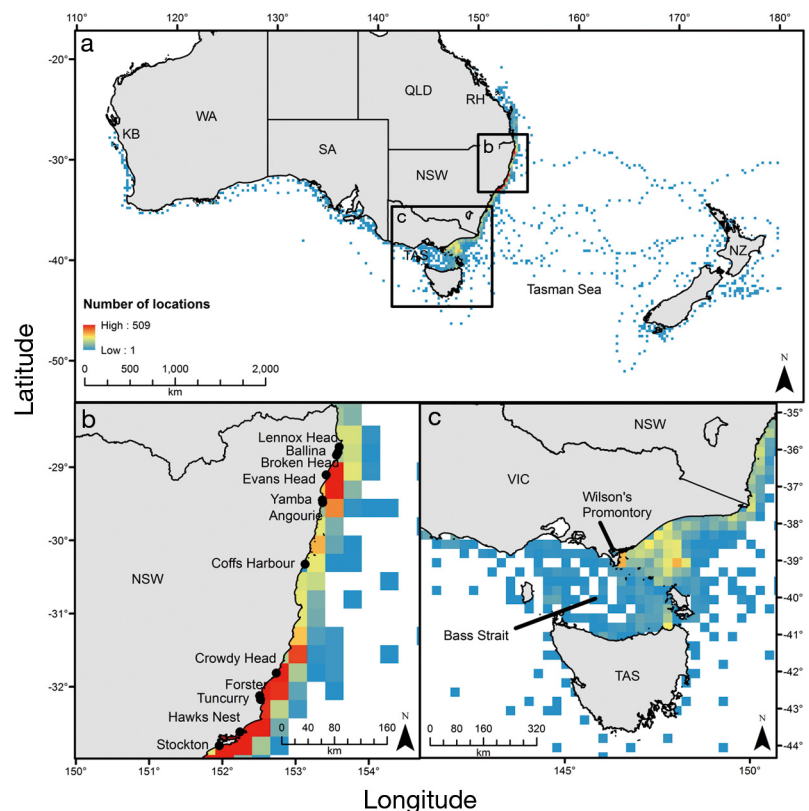 110° 120° 130° 140° 150° 160° 170° 180°
a
-20°
-30°
-40°
-50°
QLD
RH
WA
KB
SA
NSW
b
c
TAS
NZ
Tasman Sea
Number of locations
High : 509
Low : 1
0 500 1,000 2,000
km
N
Latitude
b
Lennox Head
Ballina
Broken Head
Evans Head
Yamba
Angourie
Coffs Harbour
NSW
Crowdy Head
Forster
Tuncurry
Hawks Nest
Stockton
-29°
-30°
-31°
-32°
0 40 80 160
km
N
150° 151° 152° 153° 154°
c
NSW
VIC
Wilson's
Promontory
Bass Strait
TAS
-35°
-36°
-37°
-38°
-39°
-40°
-41°
-42°
-43°
-44°
0 80 160 320
km
N
145° 150°
Longitude